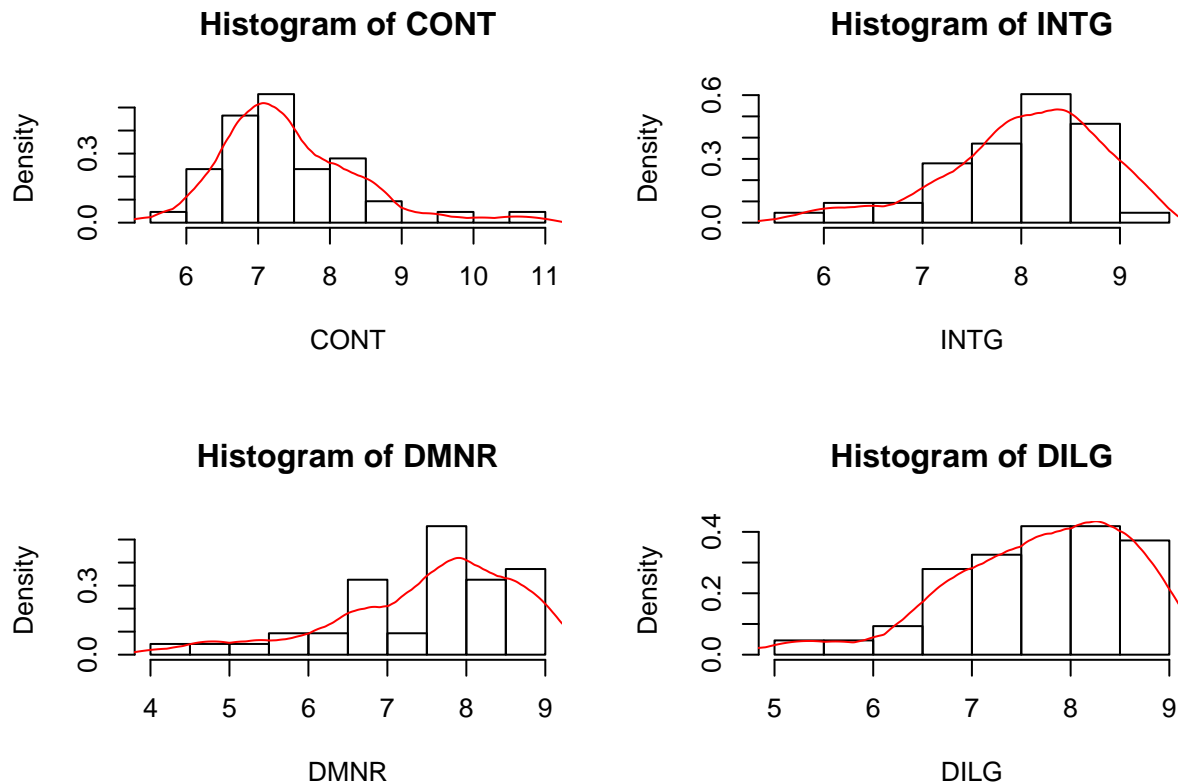 Histogram of CONT
Density
0.0 0.3
6 7 8 9 10 11
CONT
Histogram of INTG
Density
0.0 0.3 0.6
6 7 8 9
INTG
Histogram of DMNR
Density
0.0 0.3
4 5 6 7 8 9
DMNR
Histogram of DILG
Density
0.0 0.2 0.4
5 6 7 8 9
DILG